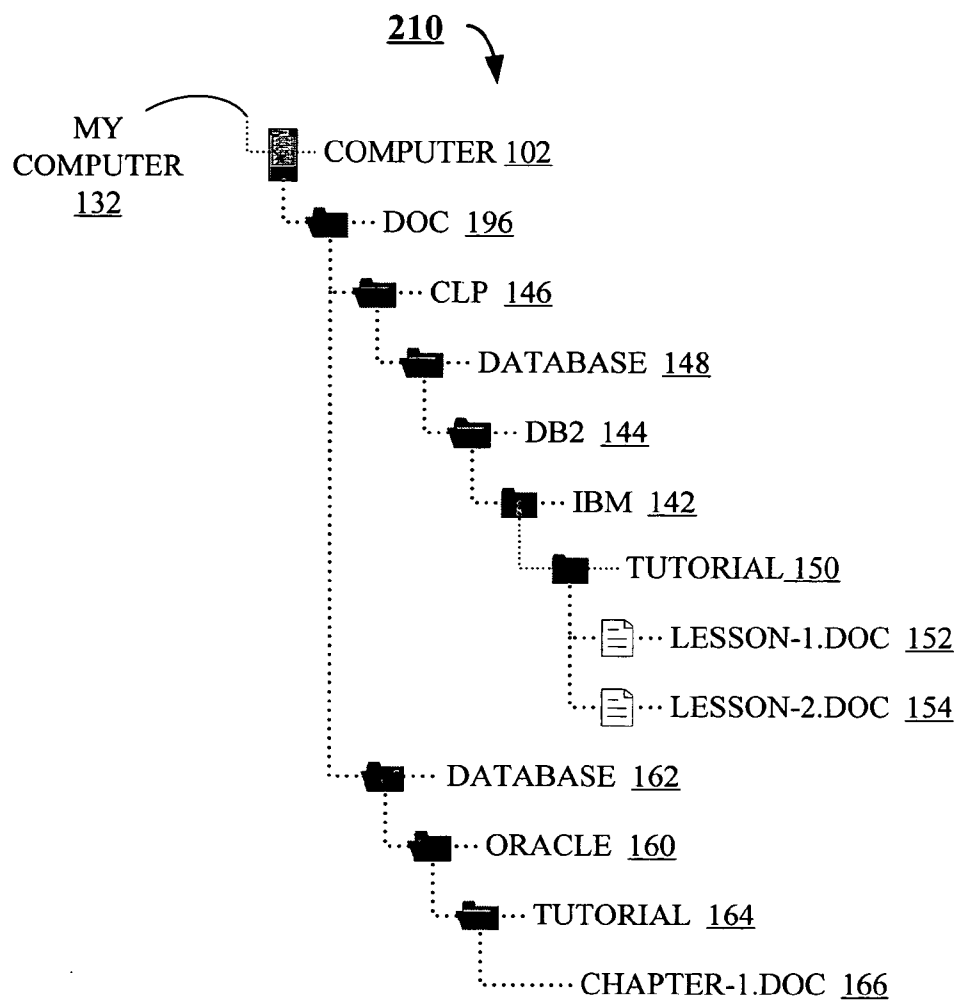 210
MY
COMPUTER
132
COMPUTER 102
DOC 196
CLP 146
DATABASE 148
DB2 144
IBM 142
TUTORIAL 150
LESSON-1.DOC 152
LESSON-2.DOC 154
DATABASE 162
ORACLE 160
TUTORIAL 164
CHAPTER-1.DOC 166